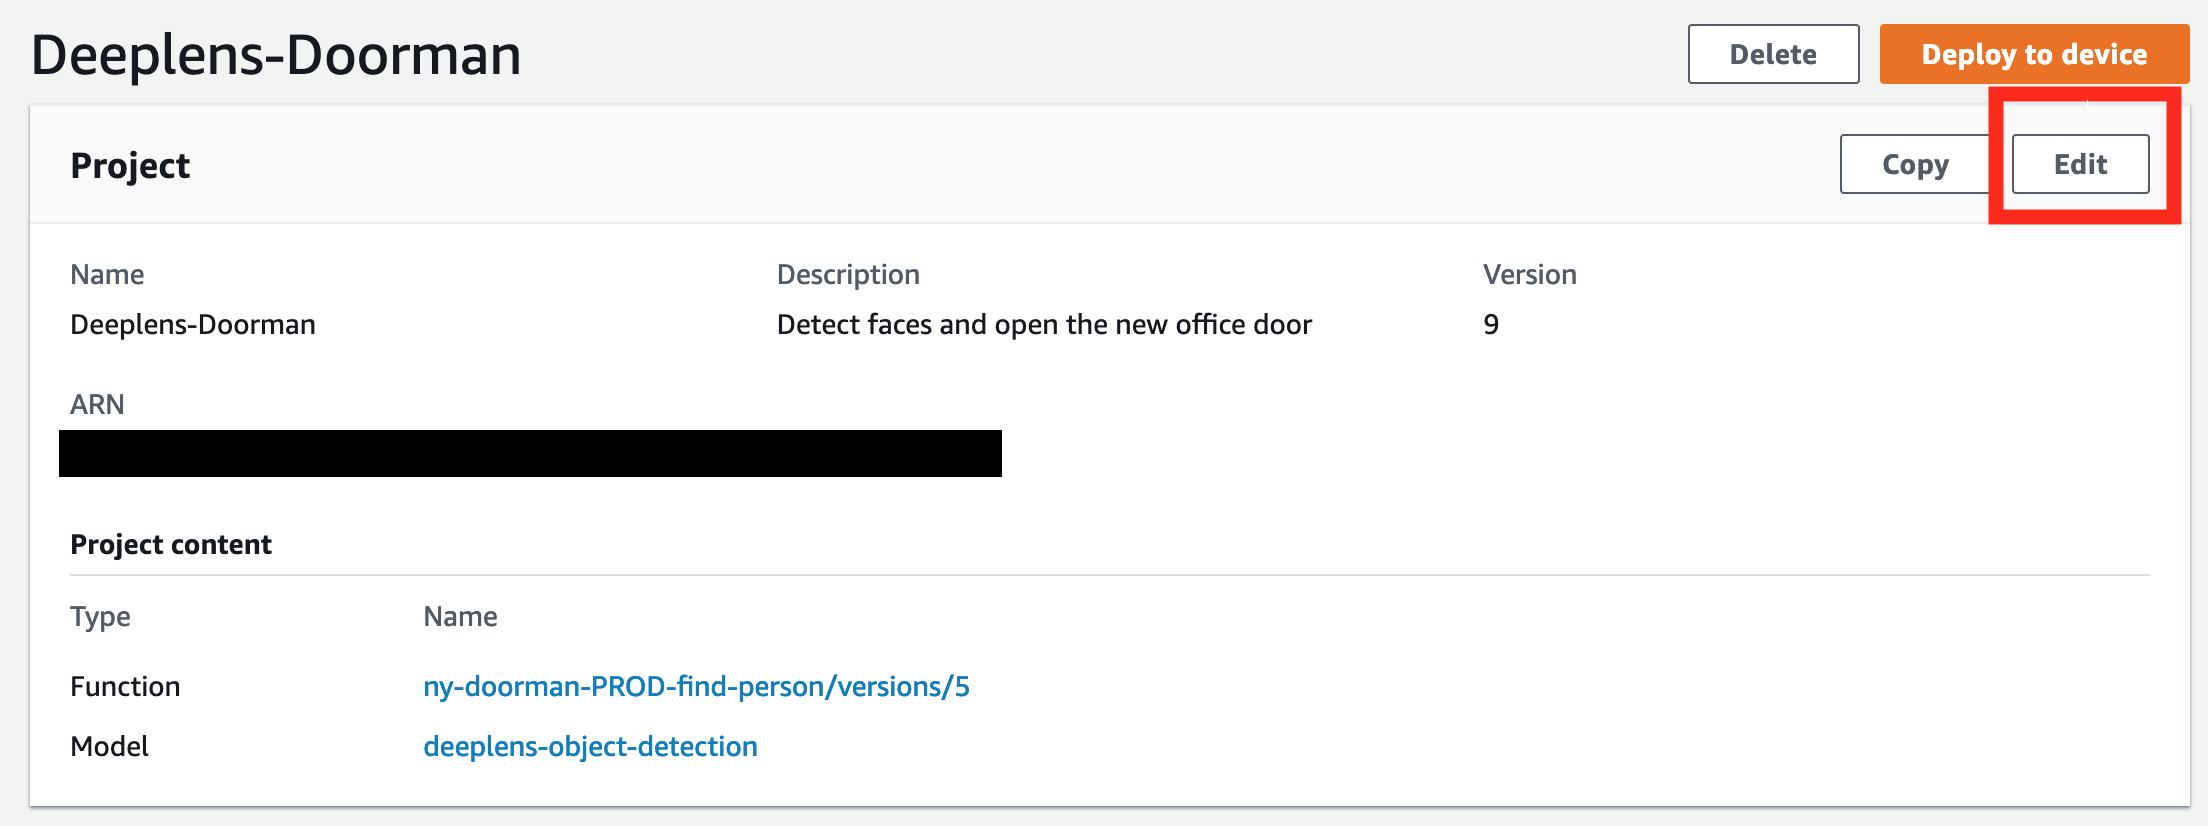 Deeplens-Doorman
Delete
Deploy to device
Project
Copy
Edit
Name
Description
Version
Deeplens-Doorman
Detect faces and open the new office door
9
ARN
Project content
Type
Name
Function
ny-doorman-PROD-find-person/versions/5
Model
deeplens-object-detection